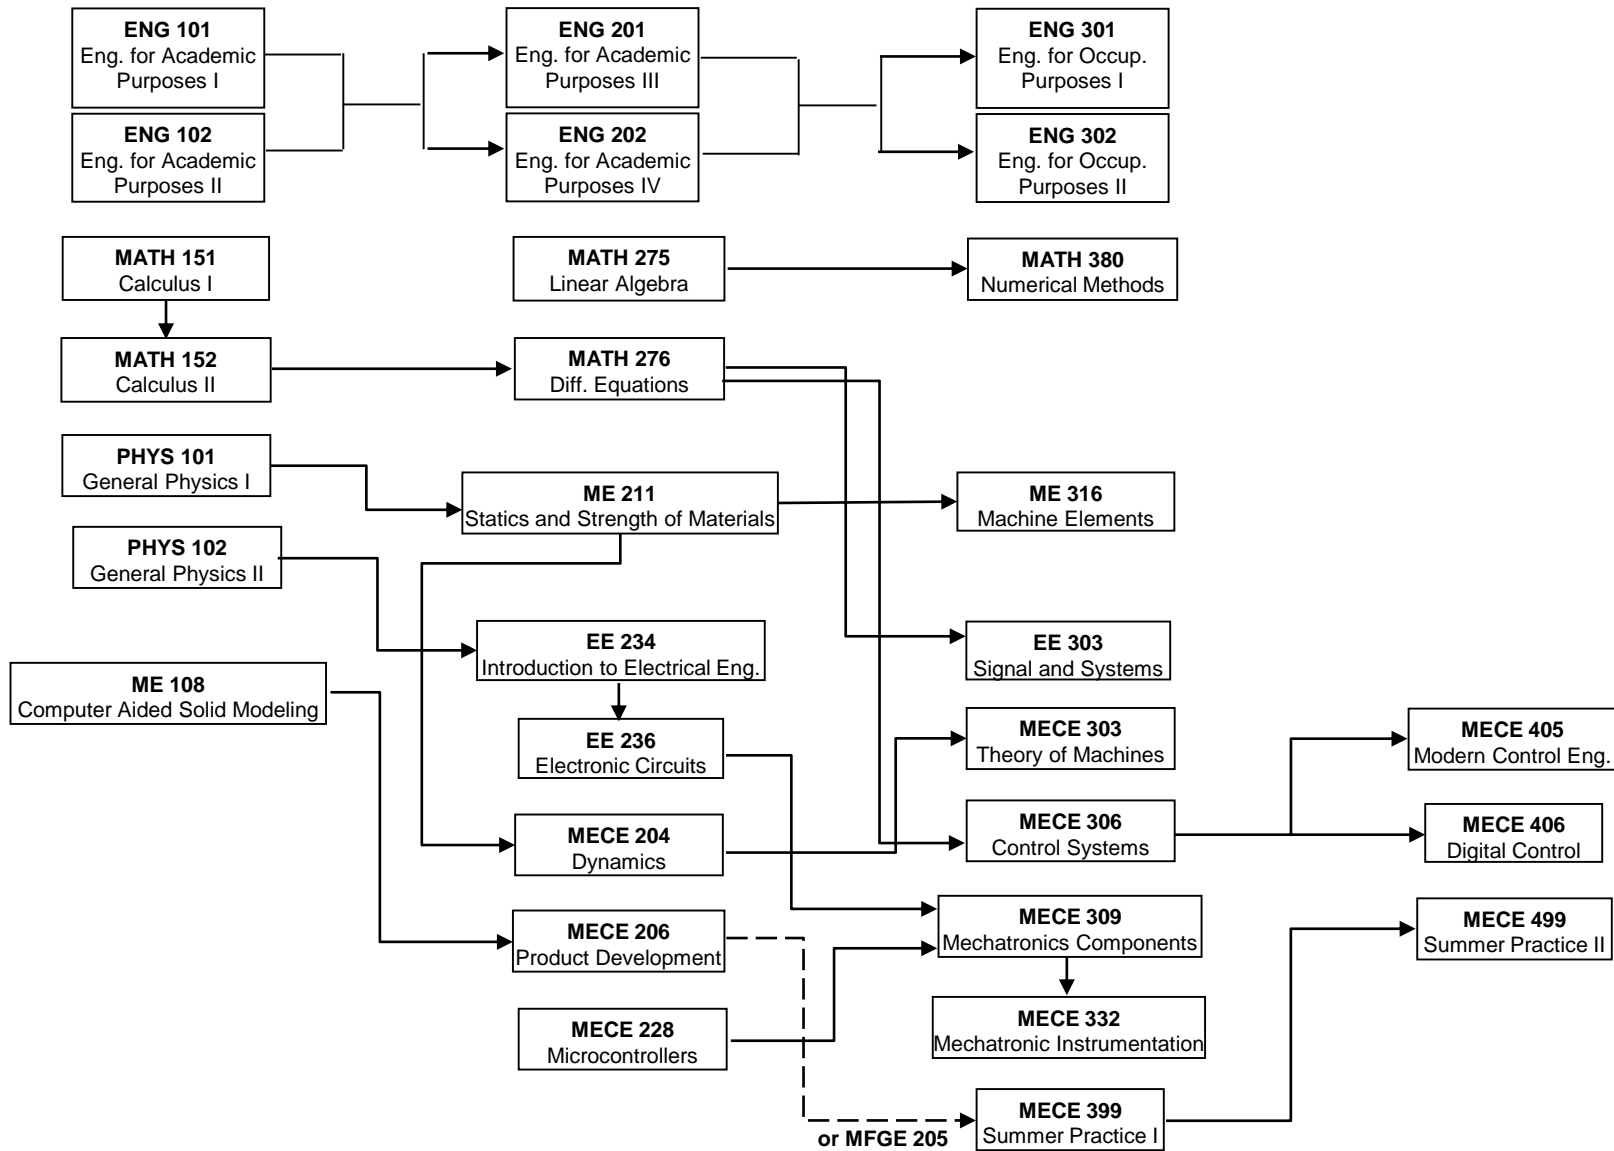 ENG 101
Eng. for Academic
Purposes I
ENG 201
Eng. for Academic
Purposes III
ENG 301
Eng. for Occup.
Purposes I
ENG 102
Eng. for Academic
Purposes II
ENG 202
Eng. for Academic
Purposes IV
ENG 302
Eng. for Occup.
Purposes II
MATH 151
Calculus I
MATH 275
Linear Algebra
MATH 380
Numerical Methods
MATH 152
Calculus II
MATH 276
Diff. Equations
PHYS 101
General Physics I
ME 211
Statics and Strength of Materials
ME 316
Machine Elements
PHYS 102
General Physics II
EE 234
Introduction to Electrical Eng.
EE 303
Signal and Systems
ME 108
Computer Aided Solid Modeling
EE 236
Electronic Circuits
MECE 303
Theory of Machines
MECE 405
Modern Control Eng.
MECE 204
Dynamics
MECE 306
Control Systems
MECE 406
Digital Control
MECE 206
Product Development
MECE 309
Mechatronics Components
MECE 499
Summer Practice II
MECE 228
Microcontrollers
MECE 332
Mechatronic Instrumentation
MECE 399
Summer Practice I
or MFGE 205